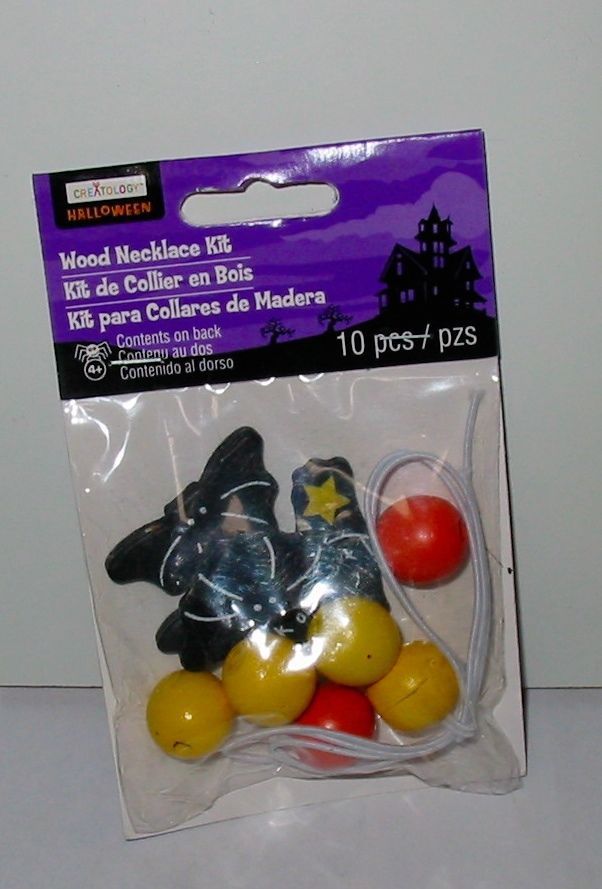 CREATOLOGY™
HALLOWEEN
Wood Necklace Kit
Kit de Collier en Bois
Kit para Collares de Madera
Contents on back
Contenu au dos
Contenido al dorso
4+
10 pcs / pzs